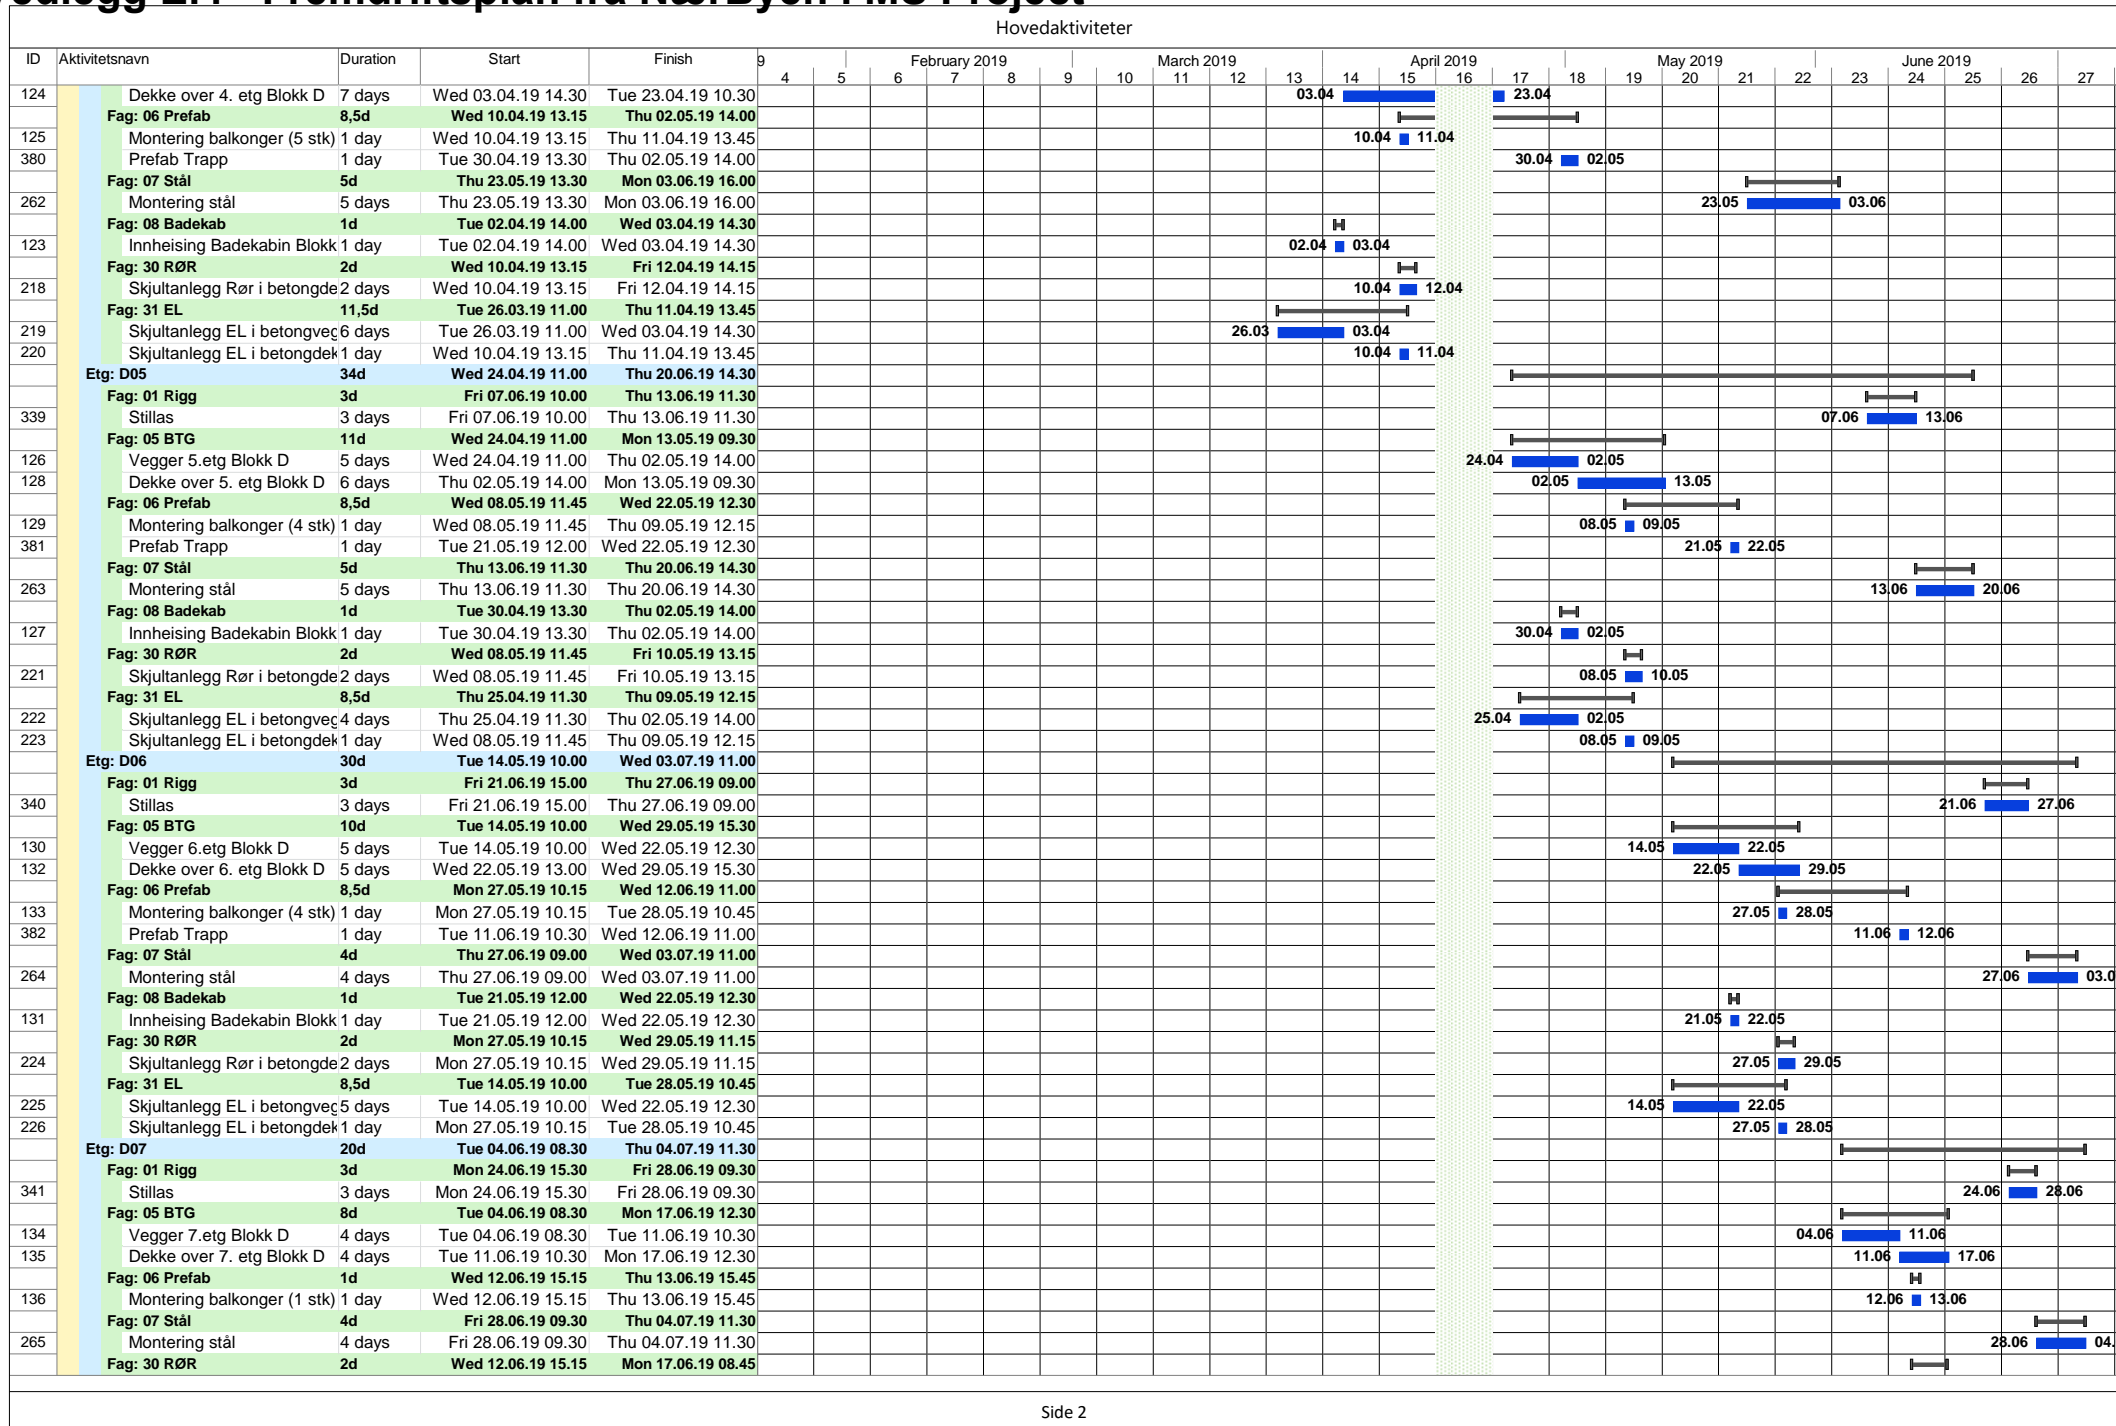 Hovedaktiviteter
ID Aktivitetsnavn Duration Start Finish 9 February 2019 March 2019 April 2019 May 2019 June 2019
4 5 6 7 8 9 10 11 12 13 14 15 16 17 18 19 20 21 22 23 24 25 26 27
124 Dekke over 4. etg Blokk D 7 days Wed 03.04.19 14.30 Tue 23.04.19 10.30 03.04 23.04
Fag: 06 Prefab 8,5d Wed 10.04.19 13.15 Thu 02.05.19 14.00
125 Montering balkonger (5 stk) 1 day Wed 10.04.19 13.15 Thu 11.04.19 13.45 10.04 11.04
380 Prefab Trapp 1 day Tue 30.04.19 13.30 Thu 02.05.19 14.00 30.04 02.05
Fag: 07 Stål 5d Thu 23.05.19 13.30 Mon 03.06.19 16.00
262 Montering stål 5 days Thu 23.05.19 13.30 Mon 03.06.19 16.00 23.05 03.06
Fag: 08 Badekab 1d Tue 02.04.19 14.00 Wed 03.04.19 14.30
123 Innheising Badekabin Blokk 1 day Tue 02.04.19 14.00 Wed 03.04.19 14.30 02.04 03.04
Fag: 30 RØR 2d Wed 10.04.19 13.15 Fri 12.04.19 14.15
218 Skjultanlegg Rør i betongde 2 days Wed 10.04.19 13.15 Fri 12.04.19 14.15 10.04 12.04
Fag: 31 EL 11,5d Tue 26.03.19 11.00 Thu 11.04.19 13.45
219 Skjultanlegg EL i betongveg 6 days Tue 26.03.19 11.00 Wed 03.04.19 14.30 26.03 03.04
220 Skjultanlegg EL i betongdek 1 day Wed 10.04.19 13.15 Thu 11.04.19 13.45 10.04 11.04
Etg: D05 34d Wed 24.04.19 11.00 Thu 20.06.19 14.30
Fag: 01 Rigg 3d Fri 07.06.19 10.00 Thu 13.06.19 11.30
339 Stillas 3 days Fri 07.06.19 10.00 Thu 13.06.19 11.30 07.06 13.06
Fag: 05 BTG 11d Wed 24.04.19 11.00 Mon 13.05.19 09.30
126 Vegger 5.etg Blokk D 5 days Wed 24.04.19 11.00 Thu 02.05.19 14.00 24.04 02.05
128 Dekke over 5. etg Blokk D 6 days Thu 02.05.19 14.00 Mon 13.05.19 09.30 02.05 13.05
Fag: 06 Prefab 8,5d Wed 08.05.19 11.45 Wed 22.05.19 12.30
129 Montering balkonger (4 stk) 1 day Wed 08.05.19 11.45 Thu 09.05.19 12.15 08.05 09.05
381 Prefab Trapp 1 day Tue 21.05.19 12.00 Wed 22.05.19 12.30 21.05 22.05
Fag: 07 Stål 5d Thu 13.06.19 11.30 Thu 20.06.19 14.30
263 Montering stål 5 days Thu 13.06.19 11.30 Thu 20.06.19 14.30 13.06 20.06
Fag: 08 Badekab 1d Tue 30.04.19 13.30 Thu 02.05.19 14.00
127 Innheising Badekabin Blokk 1 day Tue 30.04.19 13.30 Thu 02.05.19 14.00 30.04 02.05
Fag: 30 RØR 2d Wed 08.05.19 11.45 Fri 10.05.19 13.15
221 Skjultanlegg Rør i betongde 2 days Wed 08.05.19 11.45 Fri 10.05.19 13.15 08.05 10.05
Fag: 31 EL 8,5d Thu 25.04.19 11.30 Thu 09.05.19 12.15
222 Skjultanlegg EL i betongveg 4 days Thu 25.04.19 11.30 Thu 02.05.19 14.00 25.04 02.05
223 Skjultanlegg EL i betongdek 1 day Wed 08.05.19 11.45 Thu 09.05.19 12.15 08.05 09.05
Etg: D06 30d Tue 14.05.19 10.00 Wed 03.07.19 11.00
Fag: 01 Rigg 3d Fri 21.06.19 15.00 Thu 27.06.19 09.00
340 Stillas 3 days Fri 21.06.19 15.00 Thu 27.06.19 09.00 21.06 27.06
Fag: 05 BTG 10d Tue 14.05.19 10.00 Wed 29.05.19 15.30
130 Vegger 6.etg Blokk D 5 days Tue 14.05.19 10.00 Wed 22.05.19 12.30 14.05 22.05
132 Dekke over 6. etg Blokk D 5 days Wed 22.05.19 13.00 Wed 29.05.19 15.30 22.05 29.05
Fag: 06 Prefab 8,5d Mon 27.05.19 10.15 Wed 12.06.19 11.00
133 Montering balkonger (4 stk) 1 day Mon 27.05.19 10.15 Tue 28.05.19 10.45 27.05 28.05
382 Prefab Trapp 1 day Tue 11.06.19 10.30 Wed 12.06.19 11.00 11.06 12.06
Fag: 07 Stål 4d Thu 27.06.19 09.00 Wed 03.07.19 11.00
264 Montering stål 4 days Thu 27.06.19 09.00 Wed 03.07.19 11.00 27.06 03.0
Fag: 08 Badekab 1d Tue 21.05.19 12.00 Wed 22.05.19 12.30
131 Innheising Badekabin Blokk 1 day Tue 21.05.19 12.00 Wed 22.05.19 12.30 21.05 22.05
Fag: 30 RØR 2d Mon 27.05.19 10.15 Wed 29.05.19 11.15
224 Skjultanlegg Rør i betongde 2 days Mon 27.05.19 10.15 Wed 29.05.19 11.15 27.05 29.05
Fag: 31 EL 8,5d Tue 14.05.19 10.00 Tue 28.05.19 10.45
225 Skjultanlegg EL i betongveg 5 days Tue 14.05.19 10.00 Wed 22.05.19 12.30 14.05 22.05
226 Skjultanlegg EL i betongdek 1 day Mon 27.05.19 10.15 Tue 28.05.19 10.45 27.05 28.05
Etg: D07 20d Tue 04.06.19 08.30 Thu 04.07.19 11.30
Fag: 01 Rigg 3d Mon 24.06.19 15.30 Fri 28.06.19 09.30
341 Stillas 3 days Mon 24.06.19 15.30 Fri 28.06.19 09.30 24.06 28.06
Fag: 05 BTG 8d Tue 04.06.19 08.30 Mon 17.06.19 12.30
134 Vegger 7.etg Blokk D 4 days Tue 04.06.19 08.30 Tue 11.06.19 10.30 04.06 11.06
135 Dekke over 7. etg Blokk D 4 days Tue 11.06.19 10.30 Mon 17.06.19 12.30 11.06 17.06
Fag: 06 Prefab 1d Wed 12.06.19 15.15 Thu 13.06.19 15.45
136 Montering balkonger (1 stk) 1 day Wed 12.06.19 15.15 Thu 13.06.19 15.45 12.06 13.06
Fag: 07 Stål 4d Fri 28.06.19 09.30 Thu 04.07.19 11.30
265 Montering stål 4 days Fri 28.06.19 09.30 Thu 04.07.19 11.30 28.06 04.
Fag: 30 RØR 2d Wed 12.06.19 15.15 Mon 17.06.19 08.45
Side 2